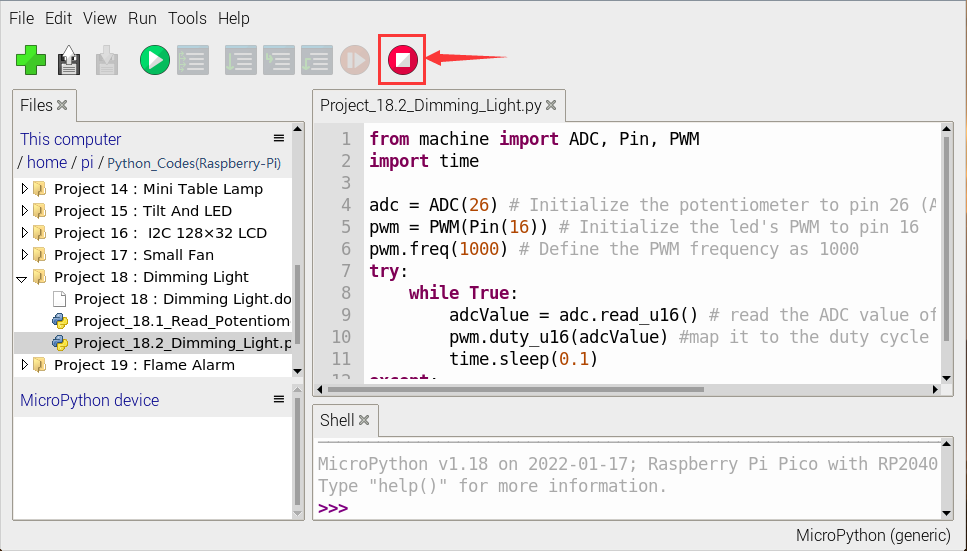 File Edit View Run Tools Help
Files
This computer
/ home / pi / Python_Codes(Raspberry-Pi)
Project 14 : Mini Table Lamp
Project 15 : Tilt And LED
Project 16 : I2C 128×32 LCD
Project 17 : Small Fan
Project 18 : Dimming Light
Project 18 : Dimming Light.do
Project_18.1_Read_Potentiom
Project_18.2_Dimming_Light.p
Project 19 : Flame Alarm
MicroPython device
Project_18.2_Dimming_Light.py
1 from machine import ADC, Pin, PWM
2 import time
3
4 adc = ADC(26) # Initialize the potentiometer to pin 26 (A
5 pwm = PWM(Pin(16)) # Initialize the led's PWM to pin 16
6 pwm.freq(1000) # Define the PWM frequency as 1000
7 try:
8 while True:
9 adcValue = adc.read_u16() # read the ADC value of
10 pwm.duty_u16(adcValue) #map it to the duty cycle
11 time.sleep(0.1)
12 except:
Shell
MicroPython v1.18 on 2022-01-17; Raspberry Pi Pico with RP2040
Type "help()" for more information.
>>>
MicroPython (generic)